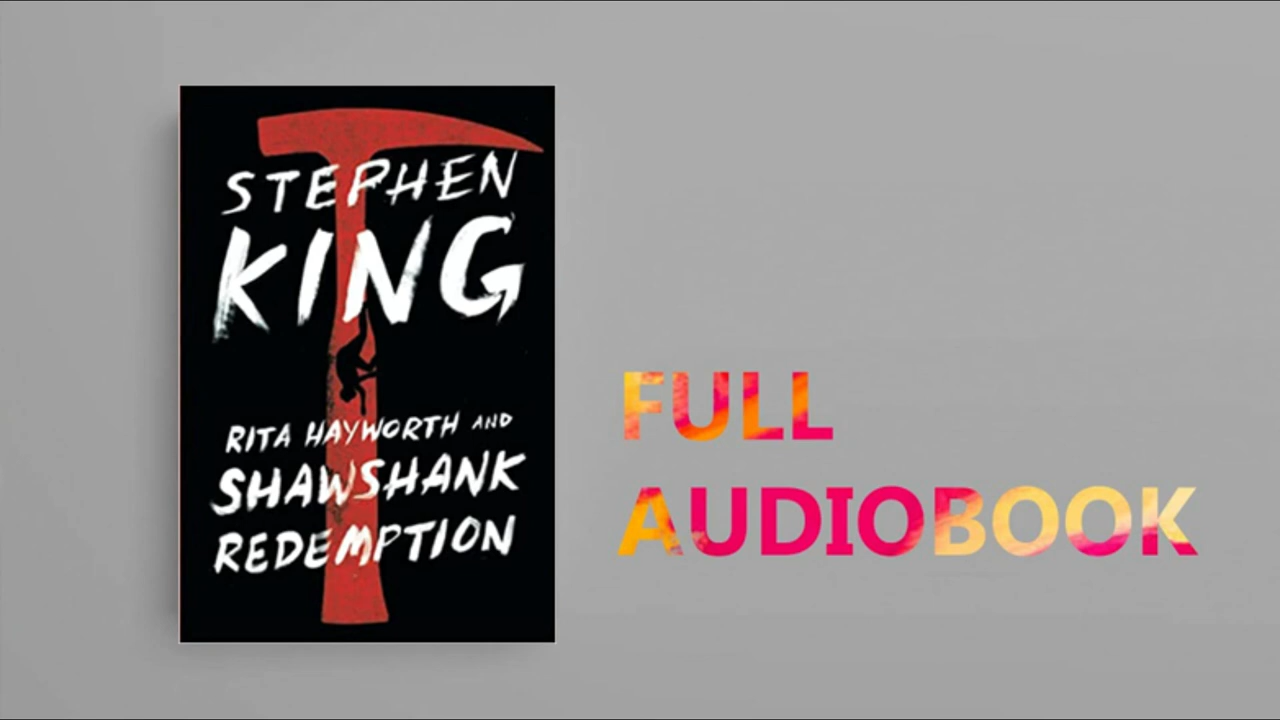 STEPHEN
KING
RITA HAYWORTH AND
SHAWSHANK
REDEMPTION
FULL
AUDIOBOOK